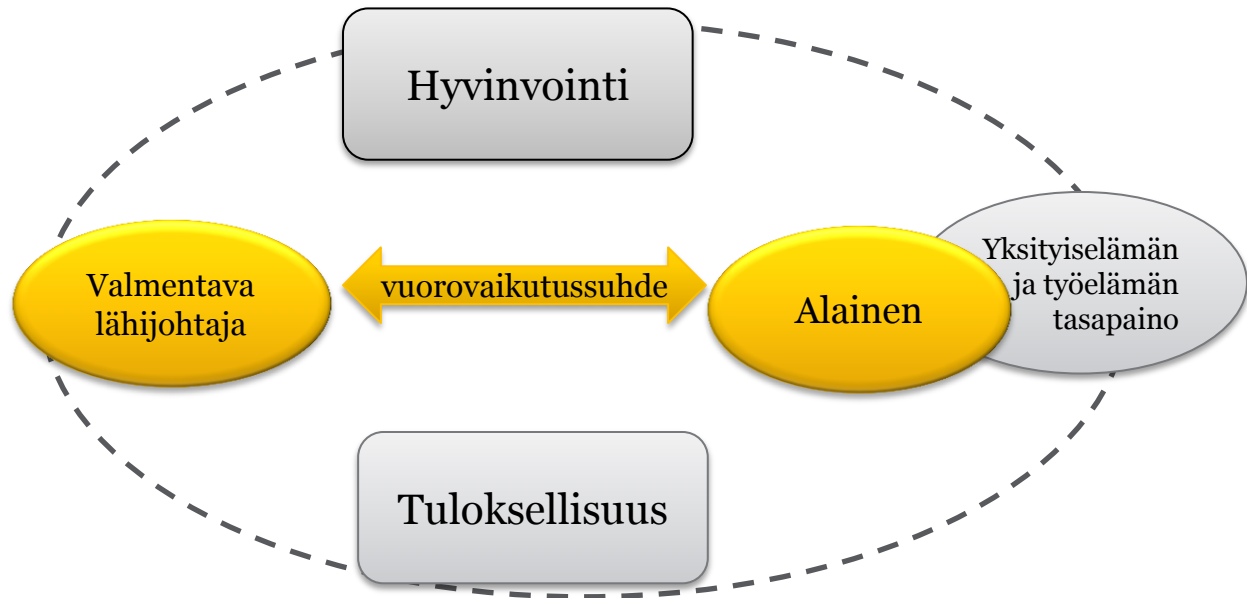 Hyvinvointi
Valmentava
lähijohtaja
vuorovaikutussuhde
Alainen
Yksityiselämän
ja työelämän
tasapaino
Tuloksellisuus